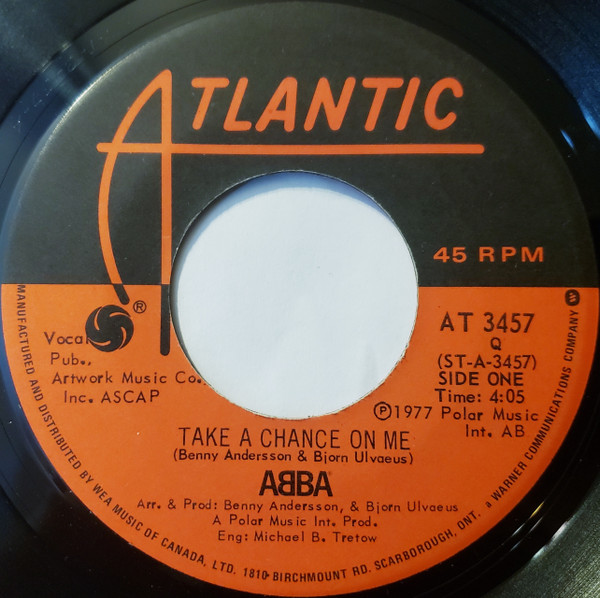 ATLANTIC
45 RPM
®
Vocal
Pub.,
Artwork Music Co.,
Inc. ASCAP
AT 3457
Q
(ST-A-3457)
SIDE ONE
Time: 4:05
℗1977 Polar Music
Int. AB
TAKE A CHANCE ON ME
(Benny Andersson & Bjorn Ulvaeus)
ABBA
Arr. & Prod: Benny Andersson, & Bjorn Ulvaeus
A Polar Music Int. Prod.
Eng: Michael B. Tretow
MANUFACTURED AND DISTRIBUTED BY WEA MUSIC OF CANADA, LTD. 1810 BIRCHMOUNT RD. SCARBOROUGH, ONT. a WARNER COMMUNICATIONS COMPANY